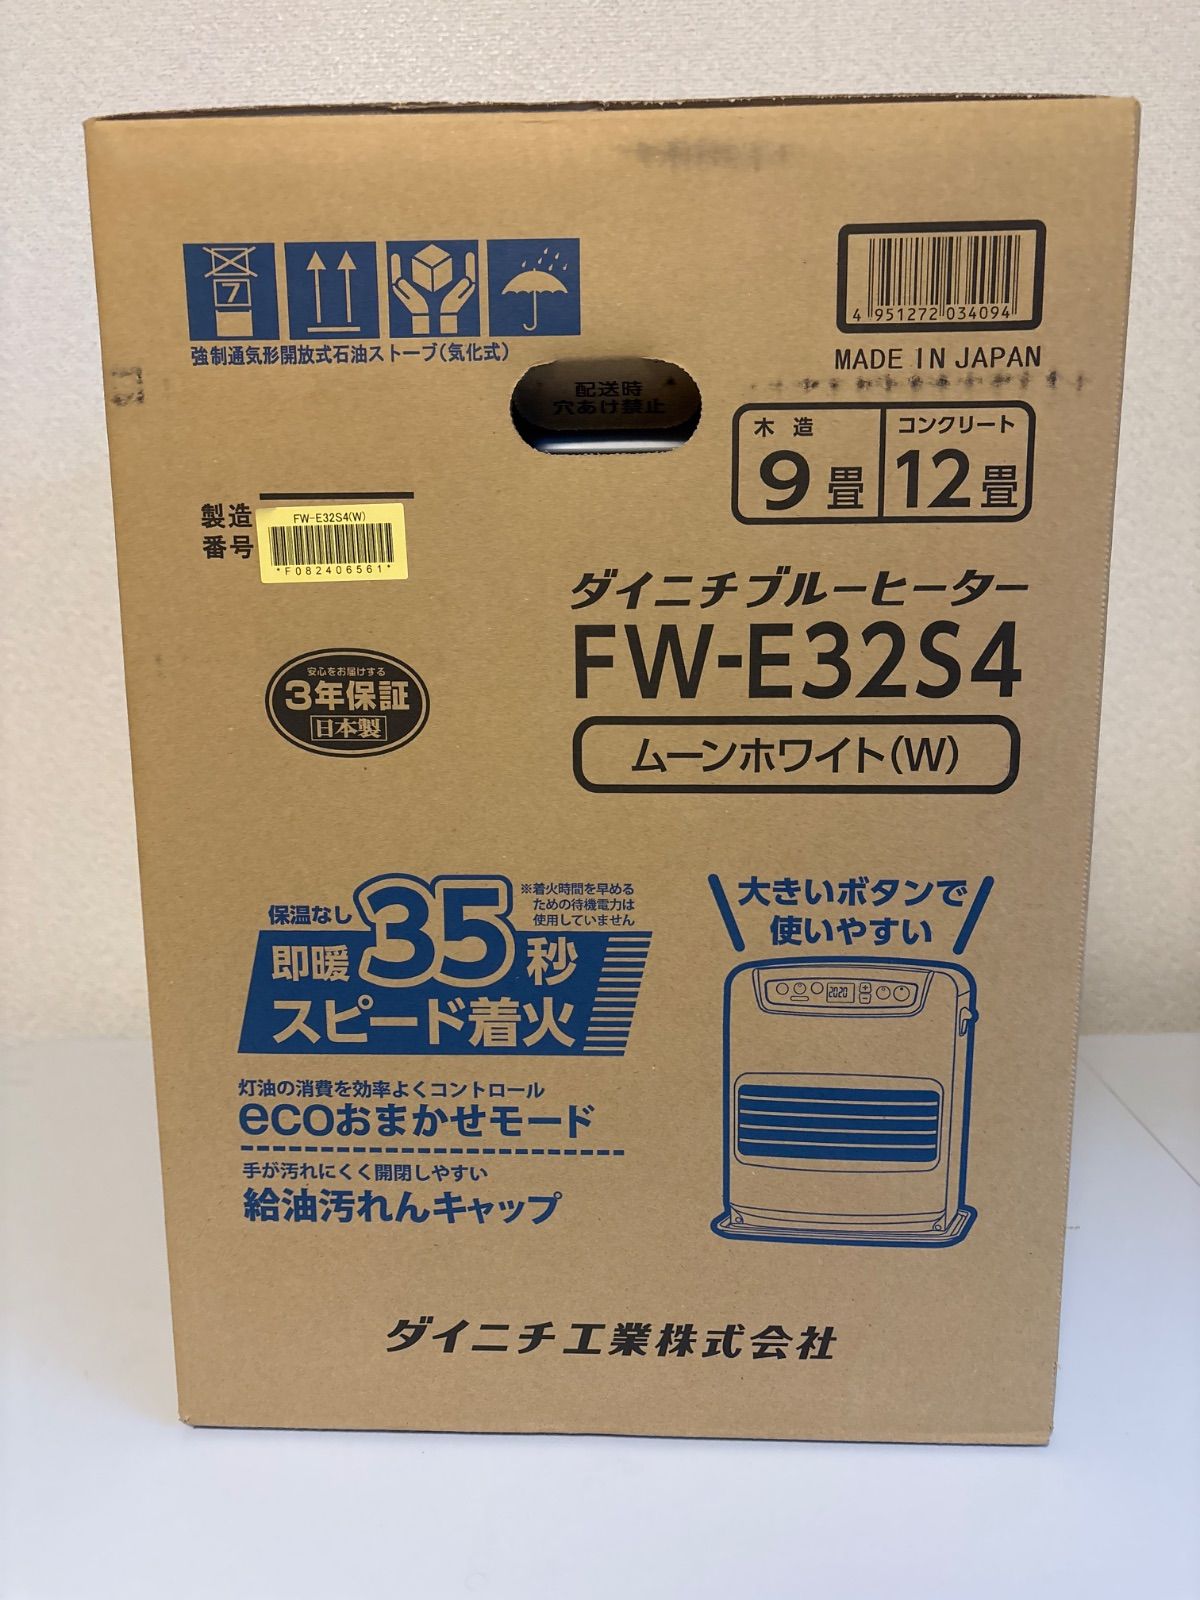 7
強制通気形開放式石油ストーブ(気化式)
4 951272 034094
MADE IN JAPAN
配送時
穴あけ禁止
木造
9畳
コンクリート
12畳
製造
番号
FW-E32S4(W)
*F082406561*
ダイニチブルーヒーター
FW-E32S4
ムーンホワイト(W)
安心をお届けする
3年保証
日本製
保温なし
即暖35秒
スピード着火
※着火時間を早める
ための待機電力は
使用していません
灯油の消費を効率よくコントロール
ecoおまかせモード
手が汚れにくく開閉しやすい
給油汚れんキャップ
大きいボタンで
使いやすい
2020
ダイニチ工業株式会社